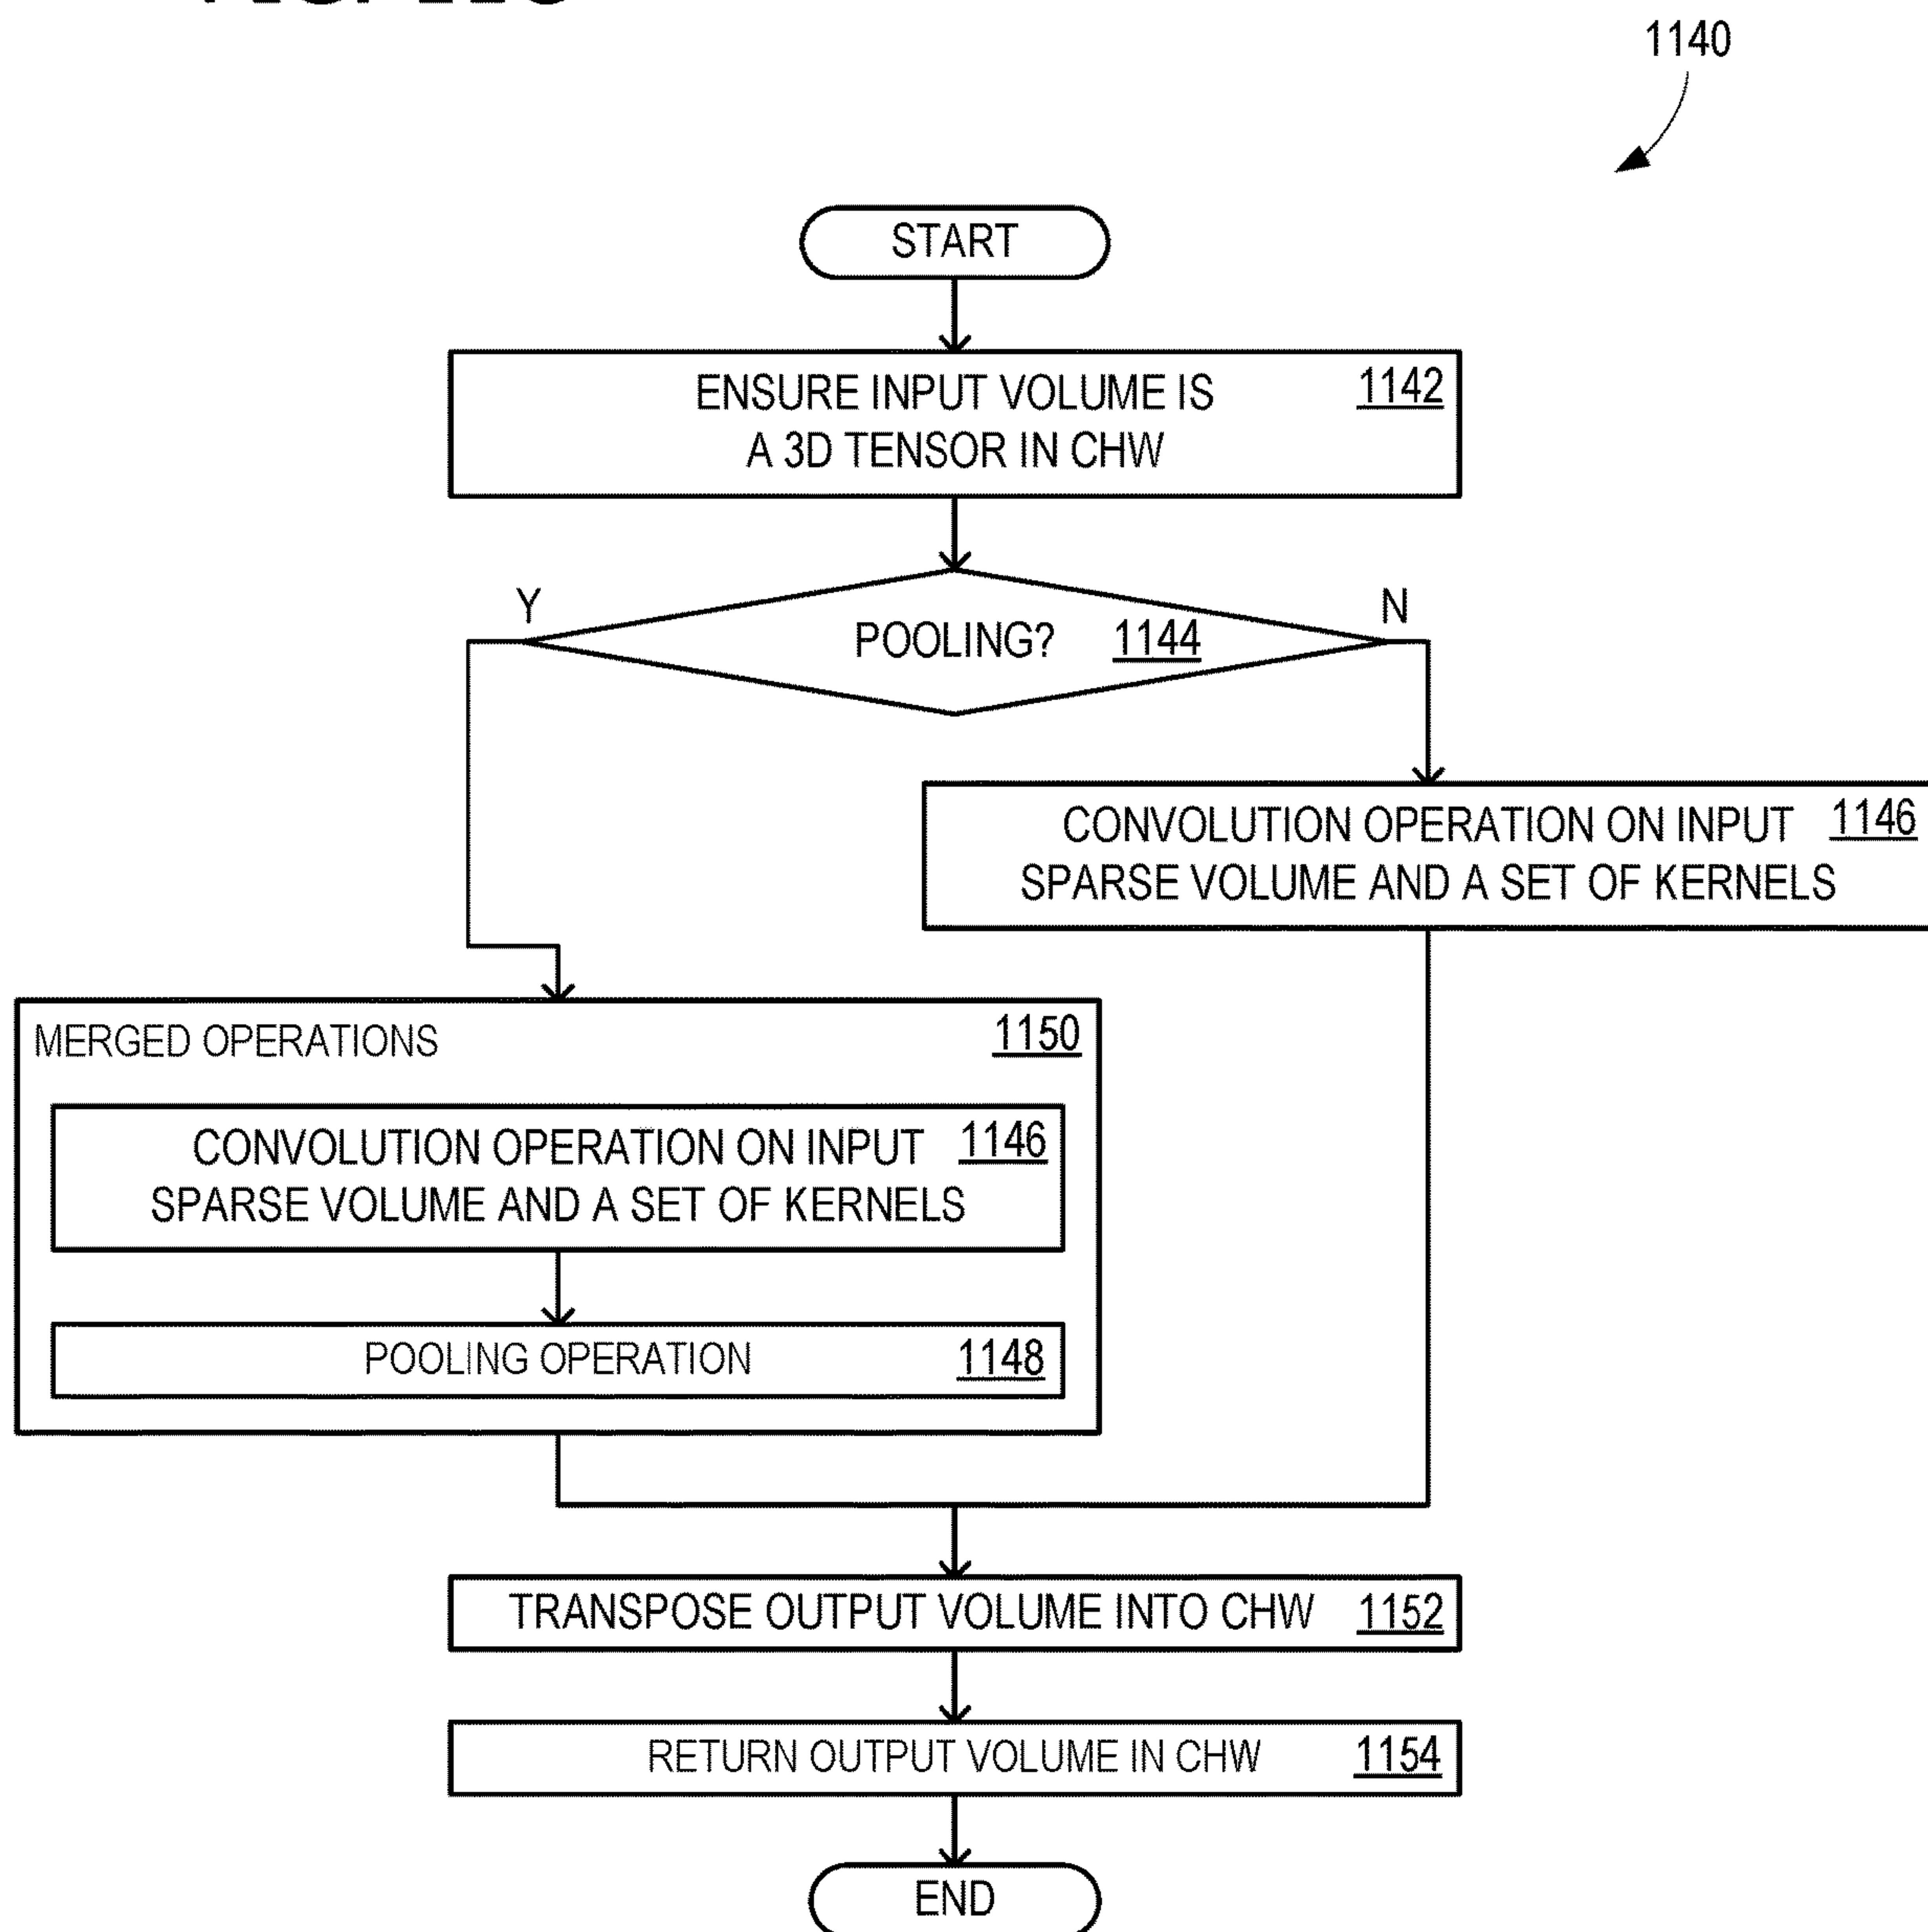 1140
START
ENSURE INPUT VOLUME IS 1142
A 3D TENSOR IN CHW
Y
N
POOLING? 1144
CONVOLUTION OPERATION ON INPUT 1146
SPARSE VOLUME AND A SET OF KERNELS
MERGED OPERATIONS 1150
CONVOLUTION OPERATION ON INPUT 1146
SPARSE VOLUME AND A SET OF KERNELS
POOLING OPERATION 1148
TRANSPOSE OUTPUT VOLUME INTO CHW 1152
RETURN OUTPUT VOLUME IN CHW 1154
END